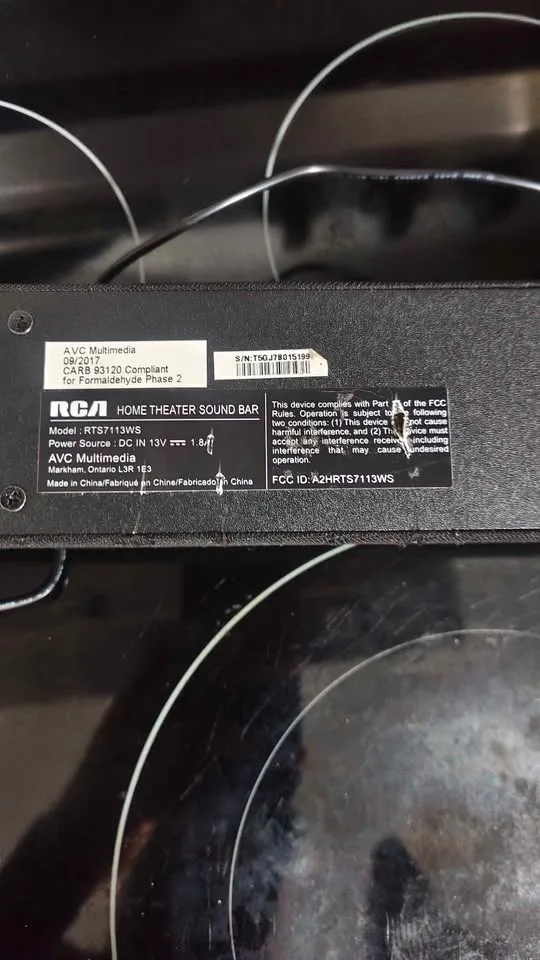 AVC Multimedia
09/2017
CARB 93120 Compliant
for Formaldehyde Phase 2
S/N:T5GJ78015199
RCA HOME THEATER SOUND BAR
Model : RTS7113WS
Power Source : DC IN 13V ⎓ 1.8A
AVC Multimedia
Markham, Ontario L3R 1E3
Made in China/Fabriqué en Chine/Fabricado in China
This device complies with Part of the FCC
Rules. Operation is subject to following
two conditions: (1) This device not cause
harmful interference, and (2) This device must
accept any interference received including
interference that may cause undesired
operation.
FCC ID: A2HRTS7113WS